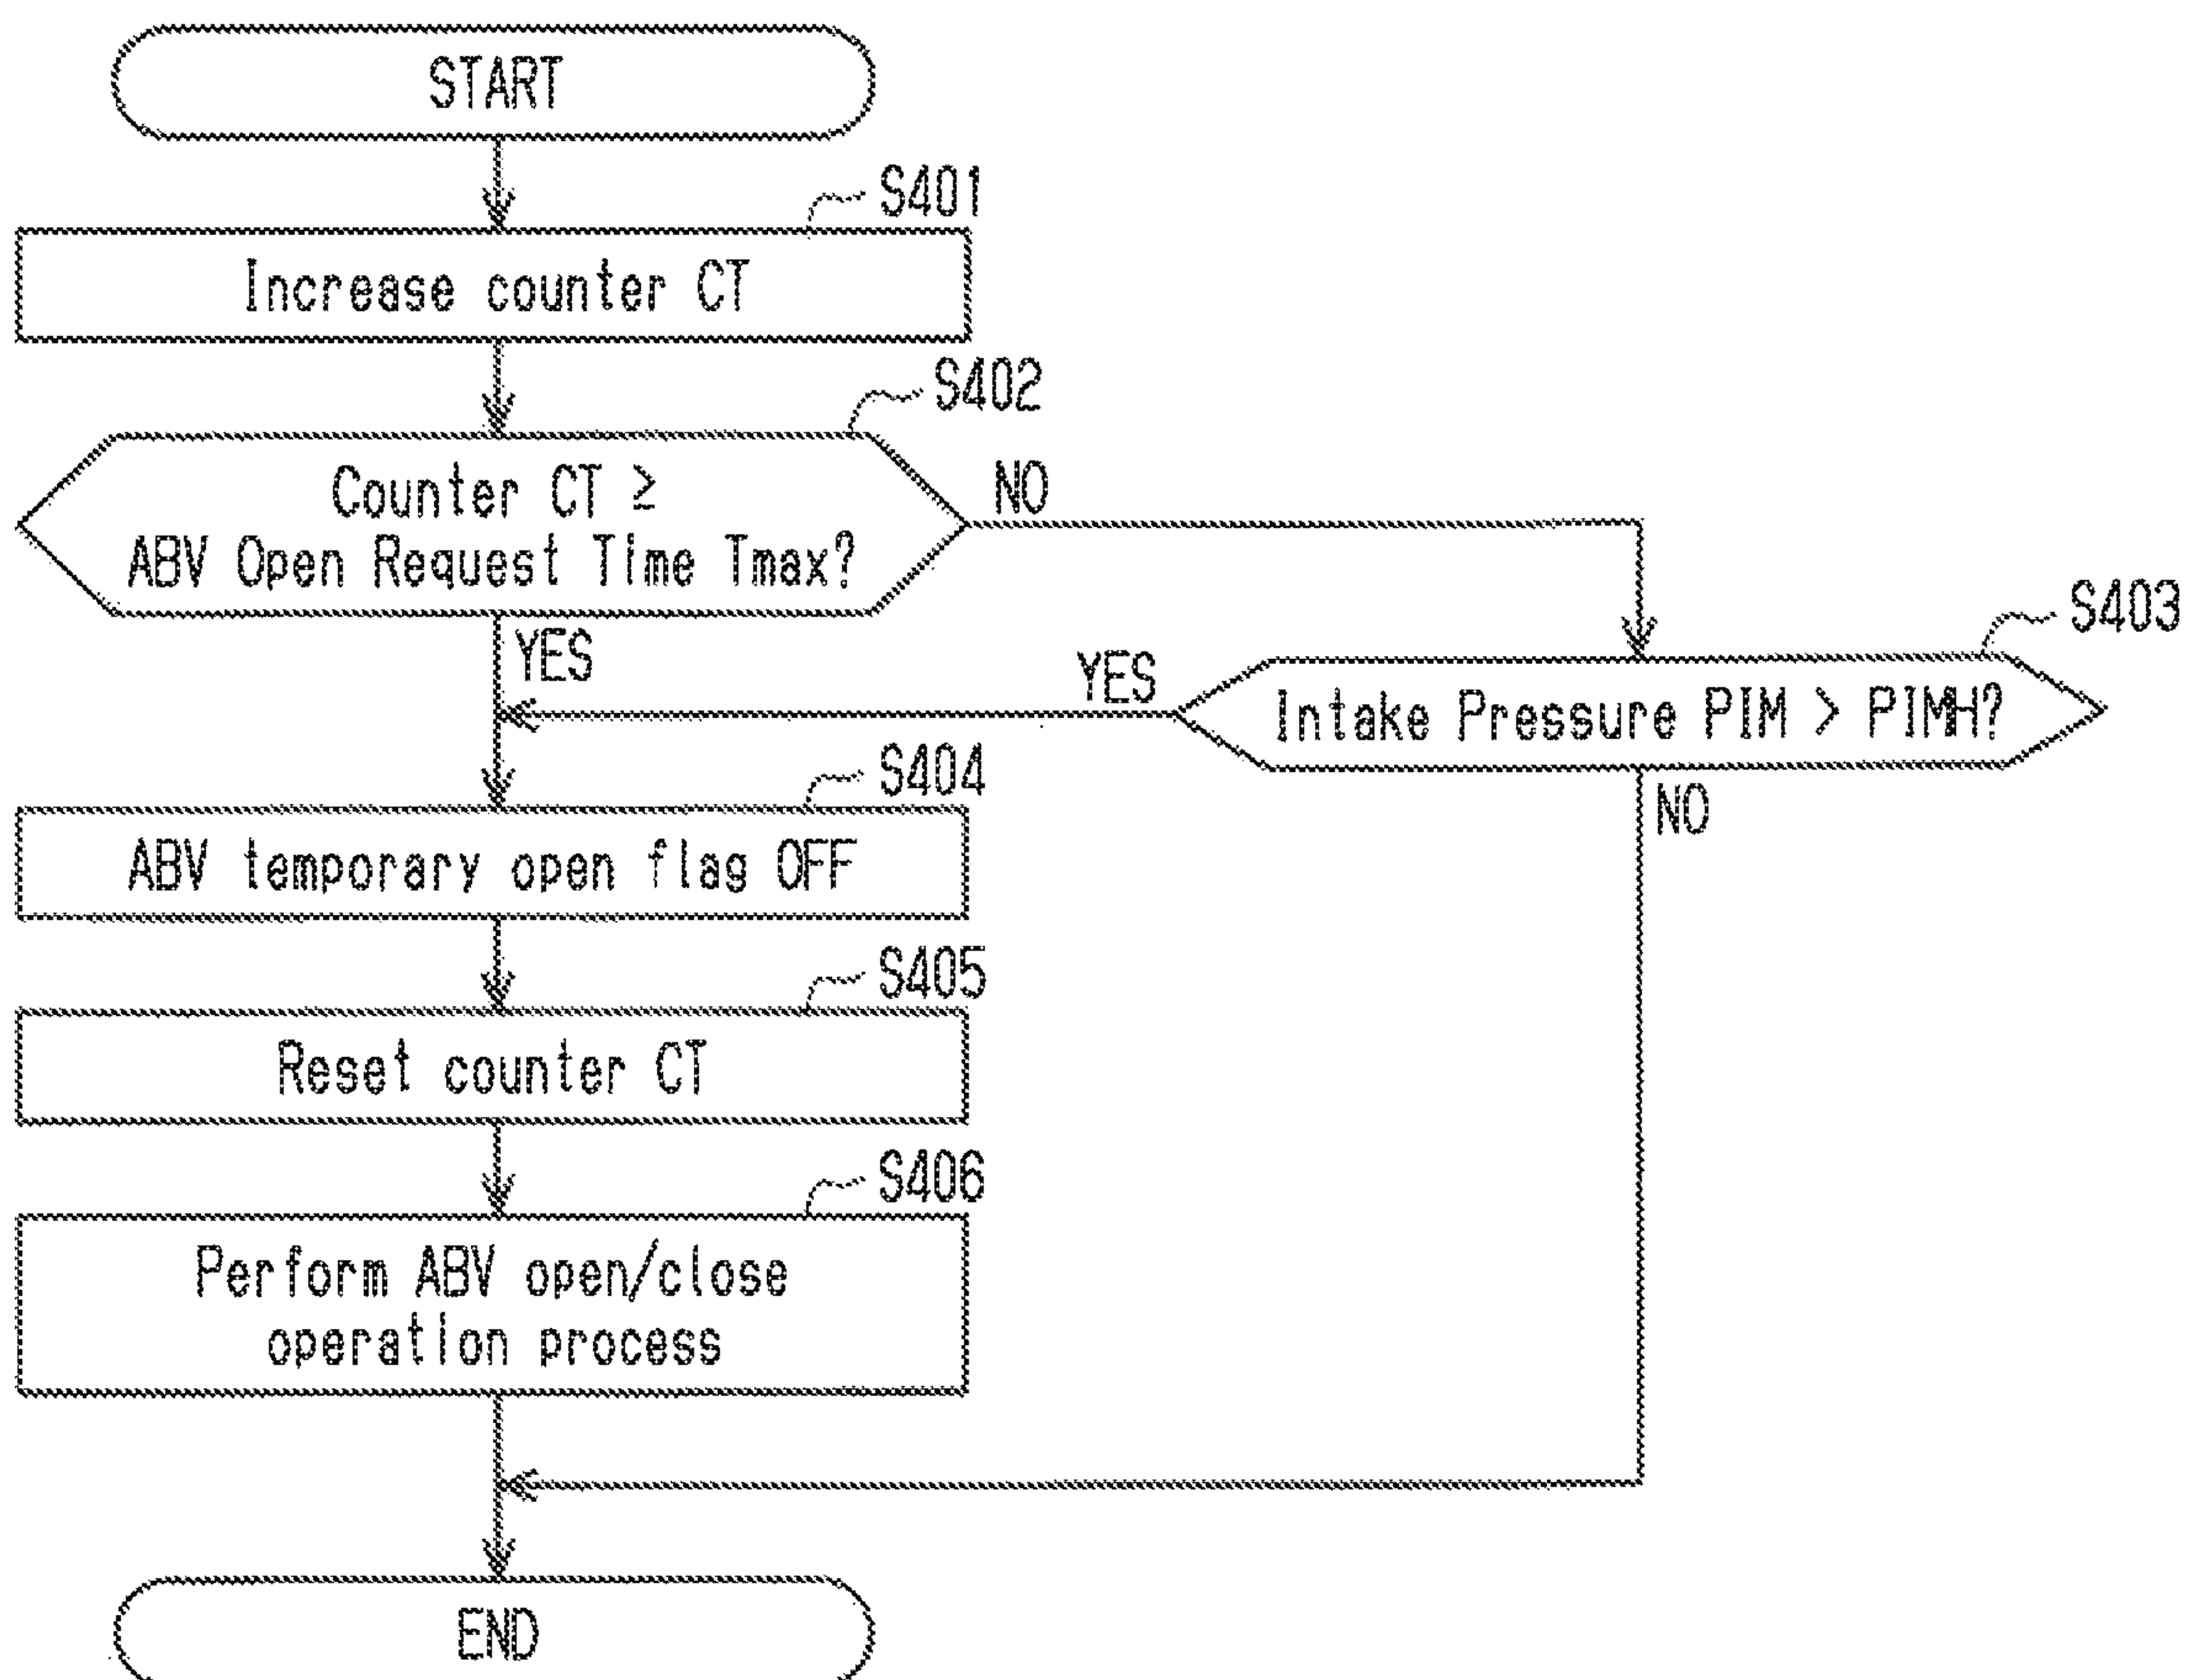 START
S401
Increase counter CT
S402
Counter CT ≥
ABV Open Request Time Tmax?
NO
YES
S403
YES
Intake Pressure PIM > PIMH?
NO
S404
ABV temporary open flag OFF
S405
Reset counter CT
S406
Perform ABV open/close
operation process
END